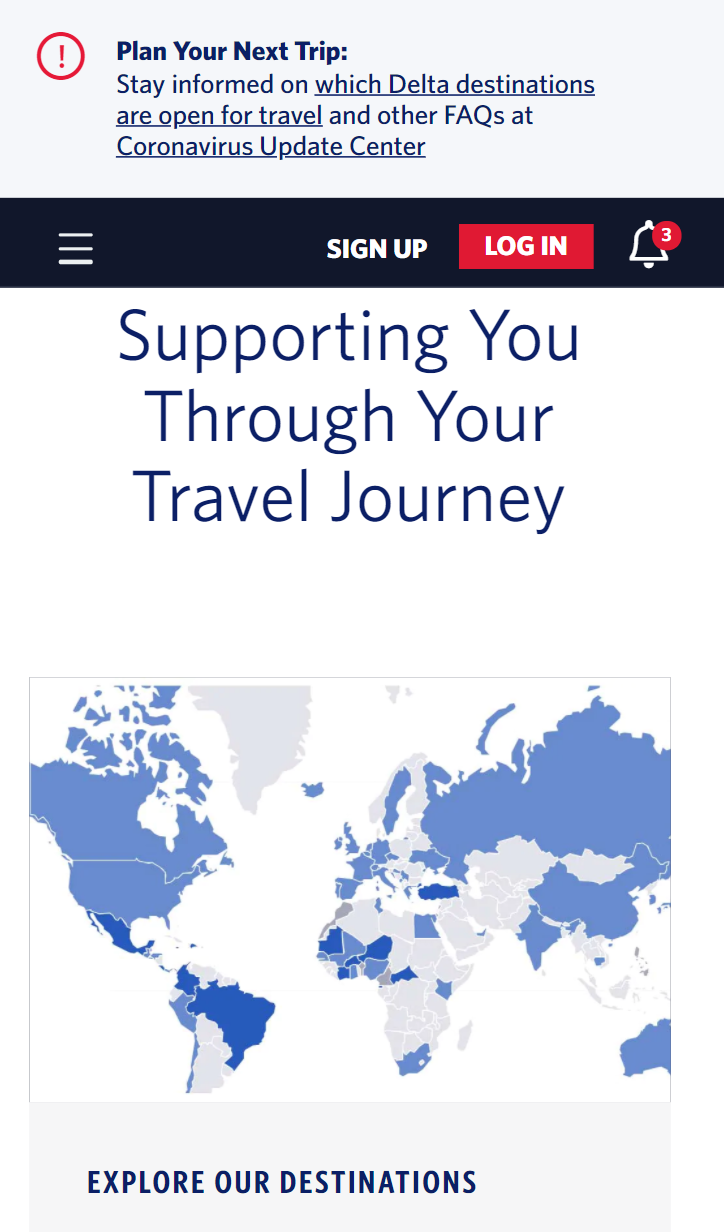 Plan Your Next Trip:
Stay informed on which Delta destinations
are open for travel and other FAQs at
Coronavirus Update Center
SIGN UP
LOG IN
3
Supporting You
Through Your
Travel Journey
EXPLORE OUR DESTINATIONS